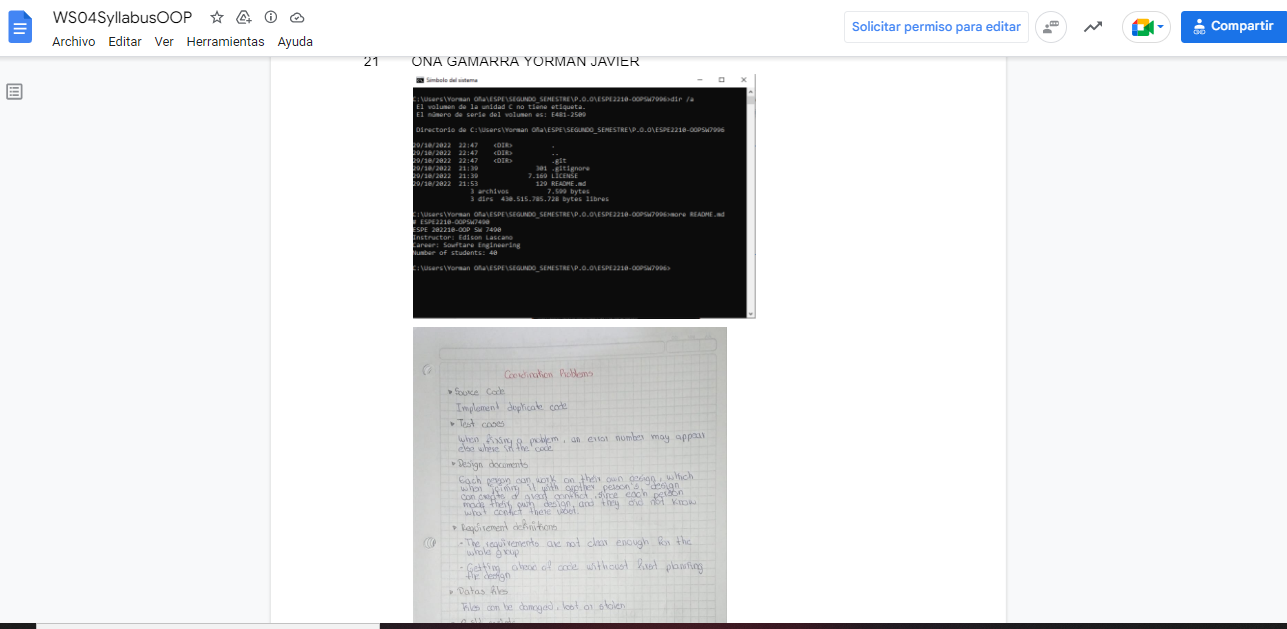 WS04SyllabusOOP
Archivo Editar Ver Herramientas Ayuda
Solicitar permiso para editar
Compartir
21 OÑA GAMARRA YORMAN JAVIER
Símbolo del sistema
C:\Users\Yorman Oña\ESPE\SEGUNDO_SEMESTRE\P.O.O\ESPE2210-OOPSW7996>dir /a
El volumen de la unidad C no tiene etiqueta.
El número de serie del volumen es: E481-2509
Directorio de C:\Users\Yorman Oña\ESPE\SEGUNDO_SEMESTRE\P.O.O\ESPE2210-OOPSW7996
29/10/2022 22:47 <DIR> .
29/10/2022 22:47 <DIR> ..
29/10/2022 22:47 <DIR> .git
29/10/2022 21:39 301 .gitignore
29/10/2022 21:39 7.169 LICENSE
29/10/2022 21:53 129 README.md
3 archivos 7.599 bytes
3 dirs 430.515.785.728 bytes libres
C:\Users\Yorman Oña\ESPE\SEGUNDO_SEMESTRE\P.O.O\ESPE2210-OOPSW7996>more README.md
# ESPE2210-OOPSW7490
ESPE 202210-OOP SW 7490
Instructor: Edison Lascano
Career: Sowftare Engineering
Number of students: 40
C:\Users\Yorman Oña\ESPE\SEGUNDO_SEMESTRE\P.O.O\ESPE2210-OOPSW7996>
Coordination Problems
Source Code
Implement duplicate code
Test cases
When fixing a problem, an error number may appear
else where in the code
Design documents
Each person can work on their own design, which
when joining it with another person's, design
can create a great conflict, since each person
made their own design, and they did not know
what conflict there was.
Requirement definitions
- The requirements are not clear enough for the
whole group
- Getting ahead of code without first planning
the design
Datas files
Files can be damaged, lost or stolen